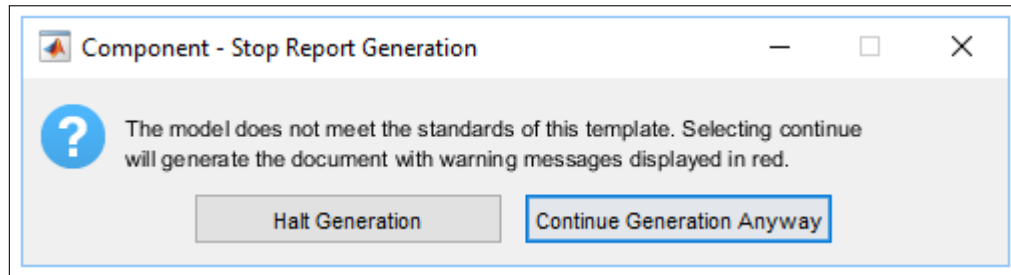 Component - Stop Report Generation
The model does not meet the standards of this template. Selecting continue
will generate the document with warning messages displayed in red.
Halt Generation
Continue Generation Anyway